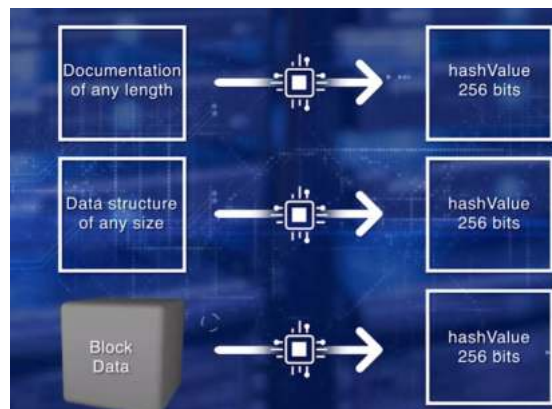 Documentation
of any length
hashValue
256 bits
Data structure
of any size
hashValue
256 bits
Block
Data
hashValue
256 bits